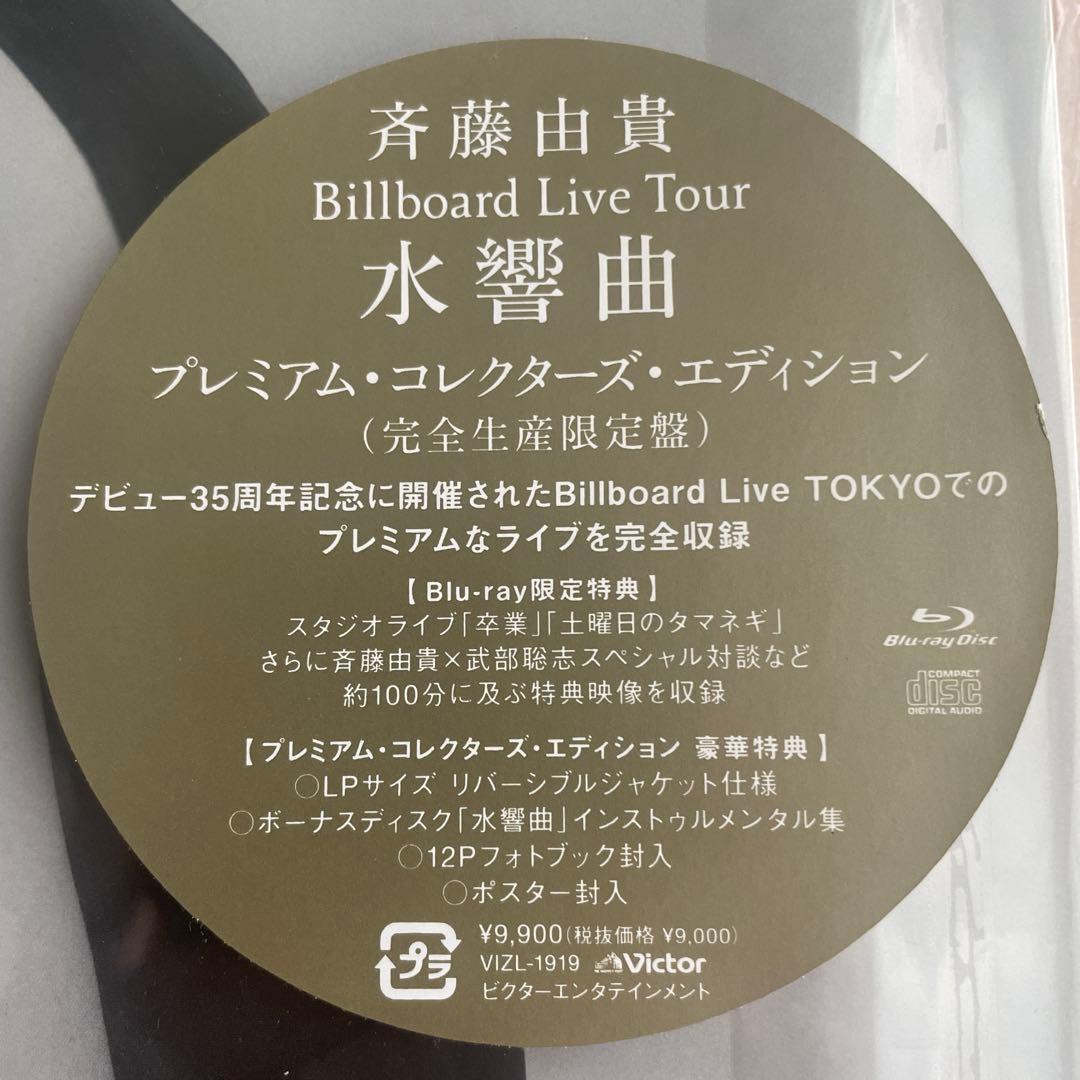 斉藤由貴
Billboard Live Tour
水響曲
プレミアム・コレクターズ・エディション
(完全生産限定盤)
デビュー35周年記念に開催されたBillboard Live TOKYOでの
プレミアムなライブを完全収録
【Blu-ray限定特典】
スタジオライブ「卒業」「土曜日のタマネギ」
さらに斉藤由貴×武部聡志スペシャル対談など
約100分に及ぶ特典映像を収録
Blu-ray Disc
COMPACT
disc
DIGITAL AUDIO
【プレミアム・コレクターズ・エディション 豪華特典】
○LPサイズ リバーシブルジャケット仕様
○ボーナスディスク「水響曲」インストゥルメンタル集
○12Pフォトブック封入
○ポスター封入
プラ
¥9,900(税抜価格 ¥9,000)
VIZL-1919 Victor
ビクターエンタテインメント